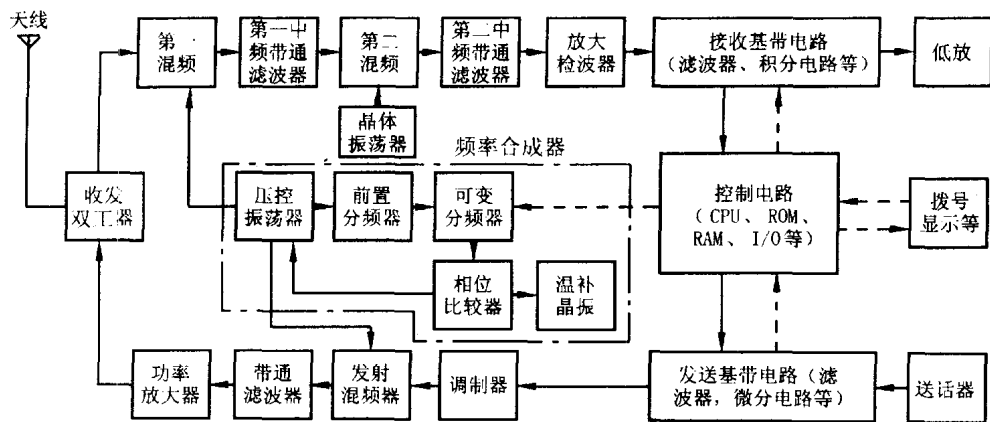 天线
第一
混频
第一中
频带通
滤波器
第二
混频
第二中
频带通
滤波器
放大
检波器
接收基带电路
(滤波器、积分电路等)
低放
晶体
振荡器
频率合成器
收发
双工器
压控
振荡器
前置
分频器
可变
分频器
控制电路
(CPU、ROM、
RAM、I/O等)
拨号
显示等
相位
比较器
温补
晶振
功率
放大器
带通
滤波器
发射
混频器
调制器
发送基带电路(滤
波器,微分电路等)
送话器